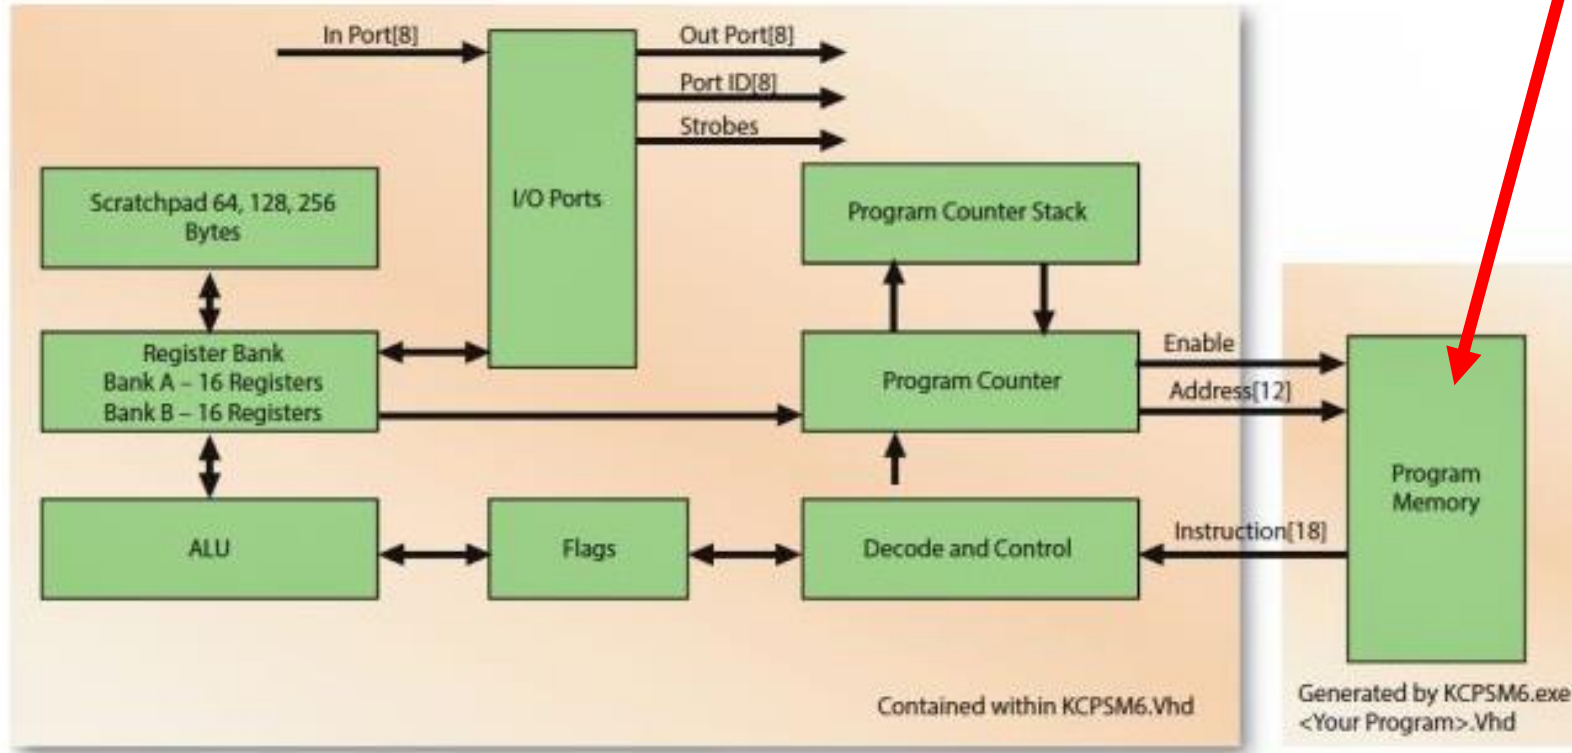 In Port[8]
Out Port[8]
Port ID[8]
Strobes
I/O Ports
Scratchpad 64, 128, 256
Bytes
Program Counter Stack
Register Bank
Bank A – 16 Registers
Bank B – 16 Registers
Program Counter
Enable
Address[12]
Program
Memory
ALU
Flags
Decode and Control
Instruction[18]
Contained within KCPSM6.Vhd
Generated by KCPSM6.exe
<Your Program>.Vhd